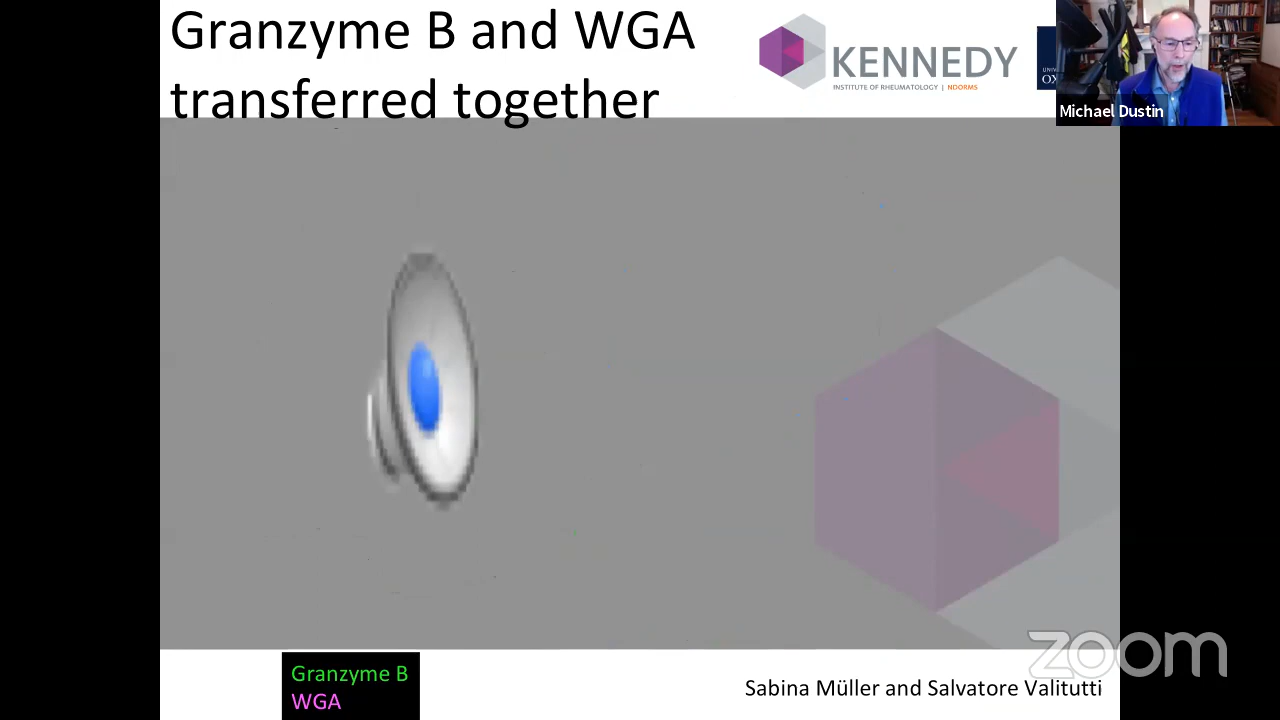 Granzyme B and WGA
transferred together
KENNEDY
INSTITUTE OF RHEUMATOLOGY | NDORMS
Michael Dustin
zoom
Granzyme B
WGA
Sabina Müller and Salvatore Valitutti